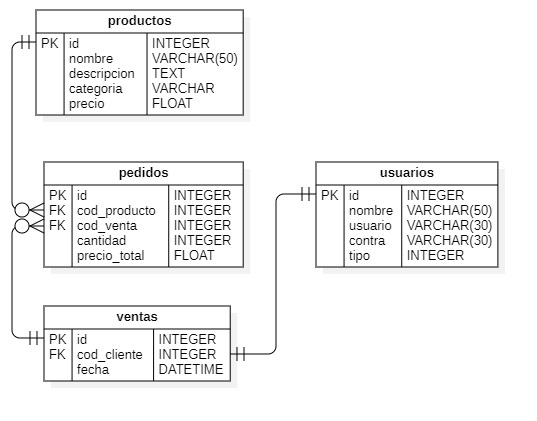 productos
PK id INTEGER
nombre VARCHAR(50)
descripcion TEXT
categoria VARCHAR
precio FLOAT
pedidos
PK id INTEGER
FK cod_producto INTEGER
FK cod_venta INTEGER
cantidad INTEGER
precio_total FLOAT
usuarios
PK id INTEGER
nombre VARCHAR(50)
usuario VARCHAR(30)
contra VARCHAR(30)
tipo INTEGER
ventas
PK id INTEGER
FK cod_cliente INTEGER
fecha DATETIME